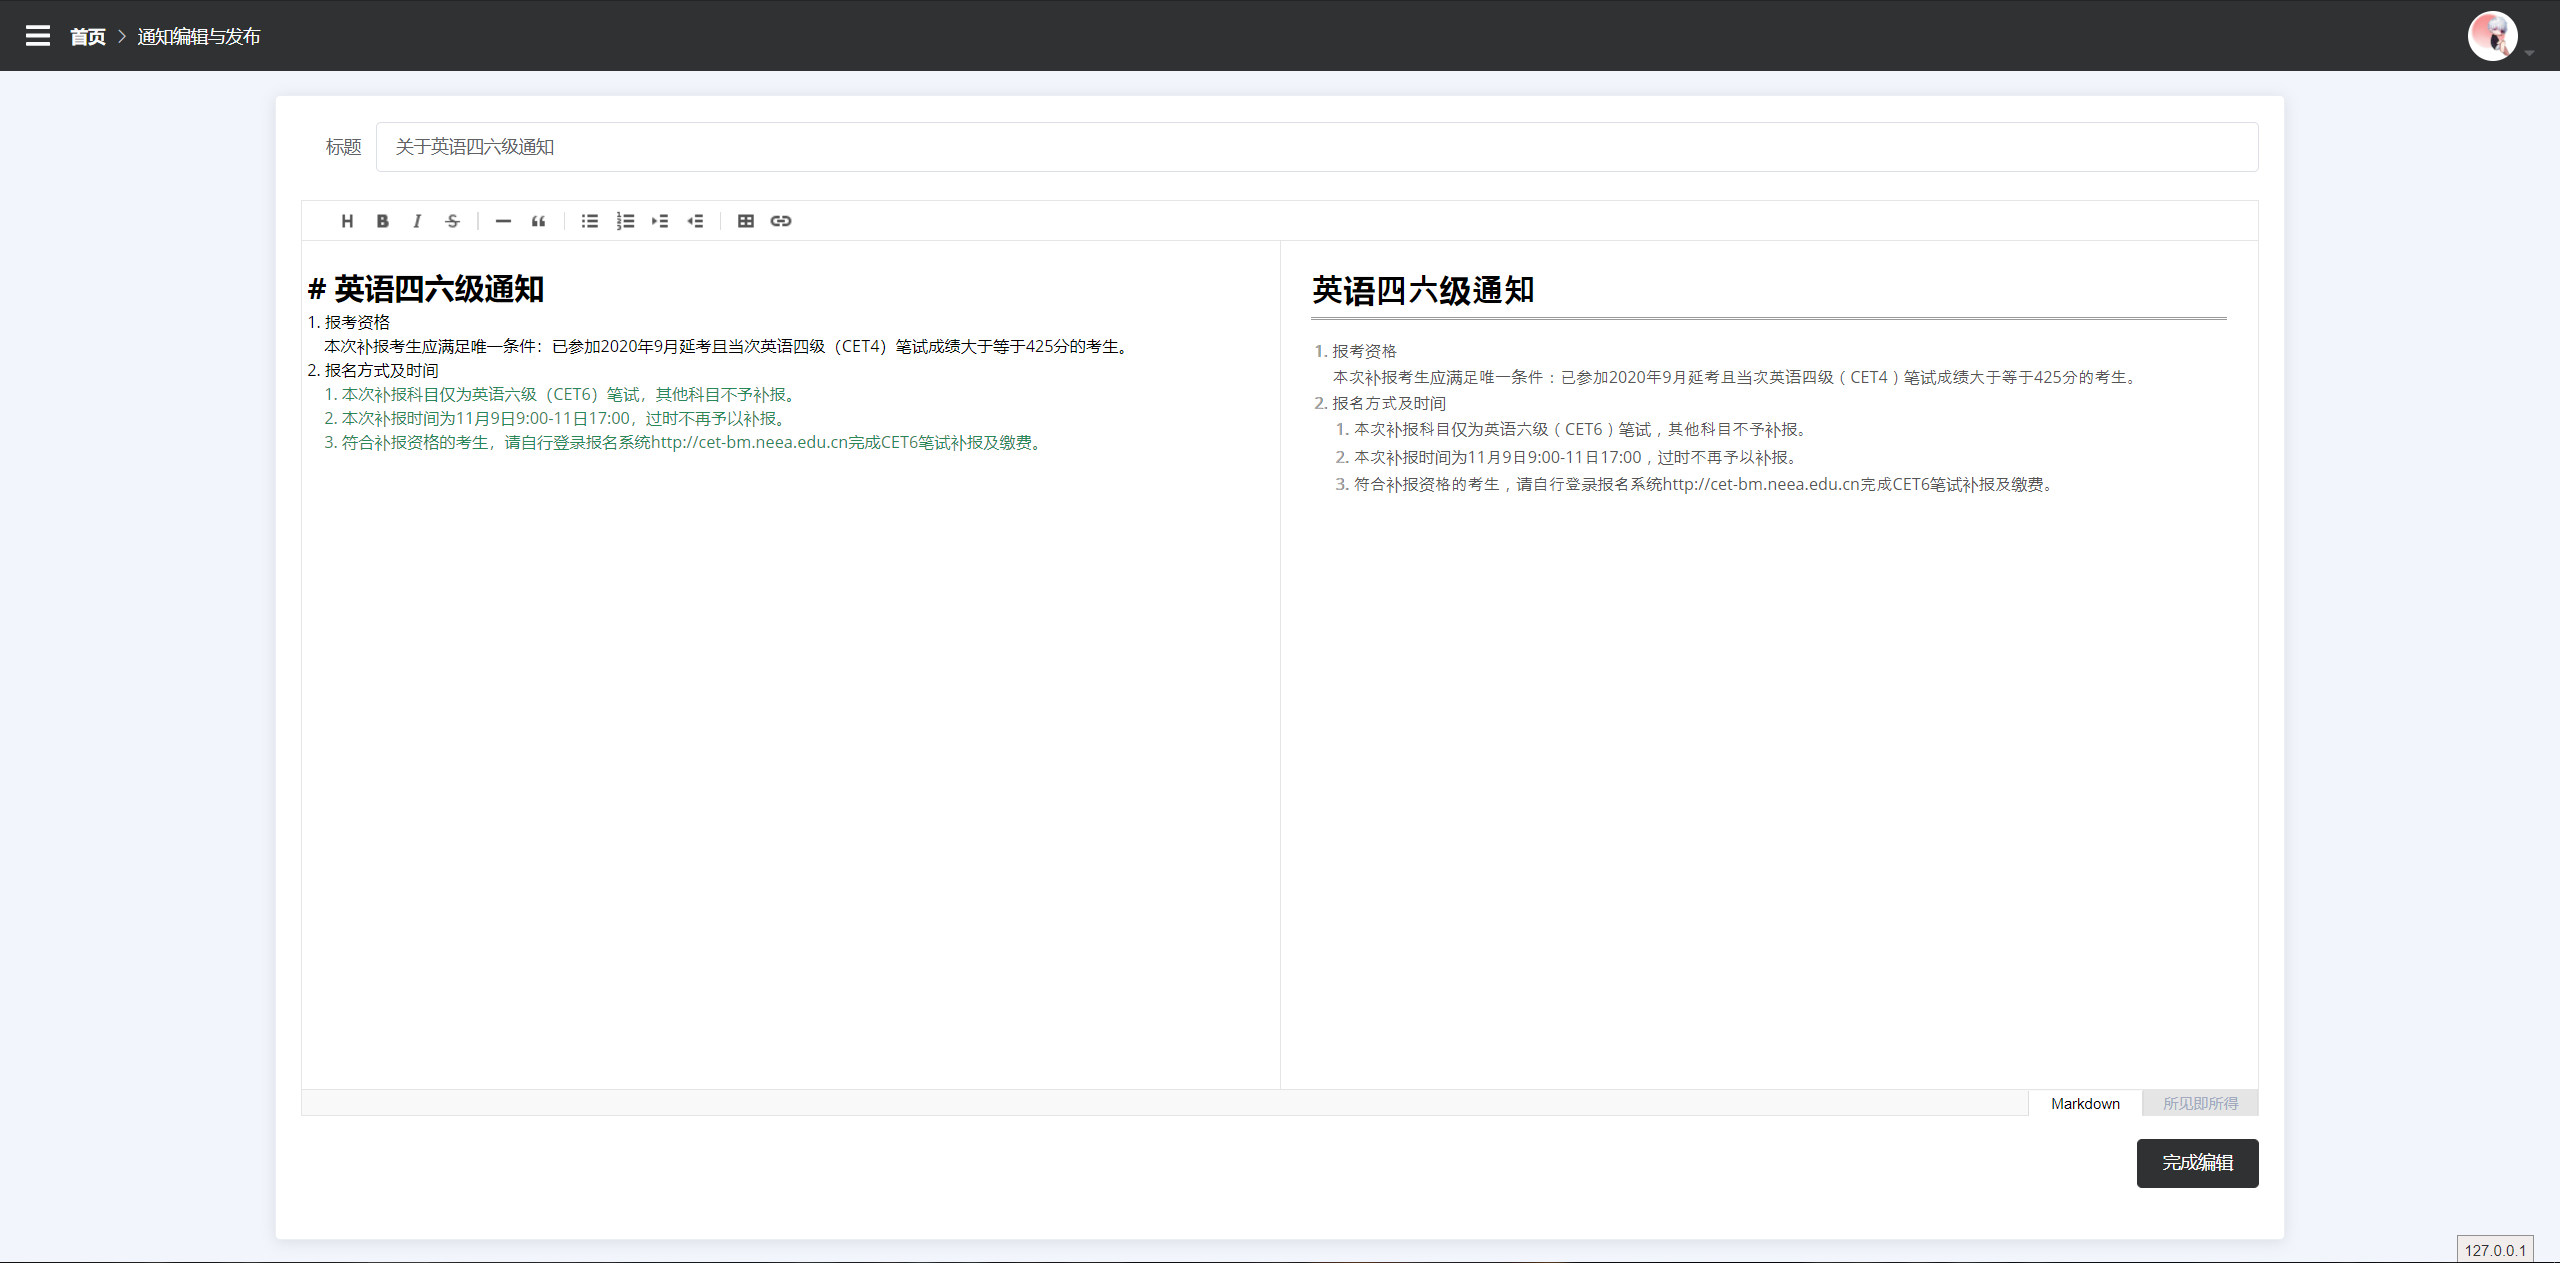 首页 > 通知编辑与发布
标题 关于英语四六级通知
# 英语四六级通知
1. 报考资格
本次补报考生应满足唯一条件：已参加2020年9月延考且当次英语四级（CET4）笔试成绩大于等于425分的考生。
2. 报名方式及时间
1. 本次补报科目仅为英语六级（CET6）笔试，其他科目不予补报。
2. 本次补报时间为11月9日9:00-11日17:00，过时不再予以补报。
3. 符合补报资格的考生，请自行登录报名系统http://cet-bm.neea.edu.cn完成CET6笔试补报及缴费。
英语四六级通知
1. 报考资格
本次补报考生应满足唯一条件：已参加2020年9月延考且当次英语四级（CET4）笔试成绩大于等于425分的考生。
2. 报名方式及时间
1. 本次补报科目仅为英语六级（CET6）笔试，其他科目不予补报。
2. 本次补报时间为11月9日9:00-11日17:00，过时不再予以补报。
3. 符合补报资格的考生，请自行登录报名系统http://cet-bm.neea.edu.cn完成CET6笔试补报及缴费。
Markdown 所见即所得
完成编辑
127.0.0.1